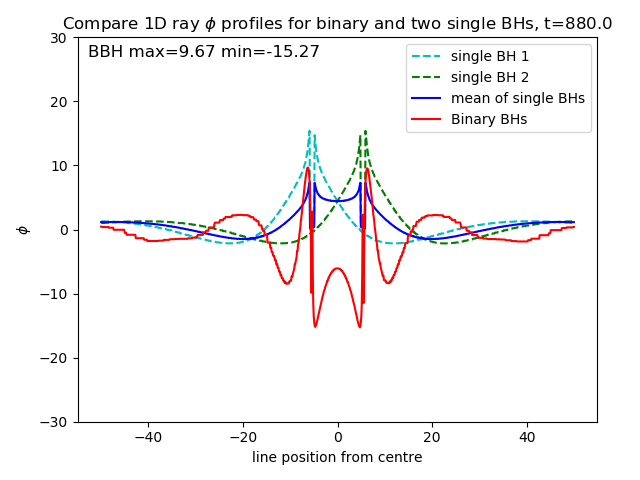 Compare 1D ray ϕ profiles for binary and two single BHs, t=880.0
BBH max=9.67 min=-15.27
single BH 1
single BH 2
mean of single BHs
Binary BHs
30
20
10
0
−10
−20
−30
ϕ
−40 −20 0 20 40
line position from centre